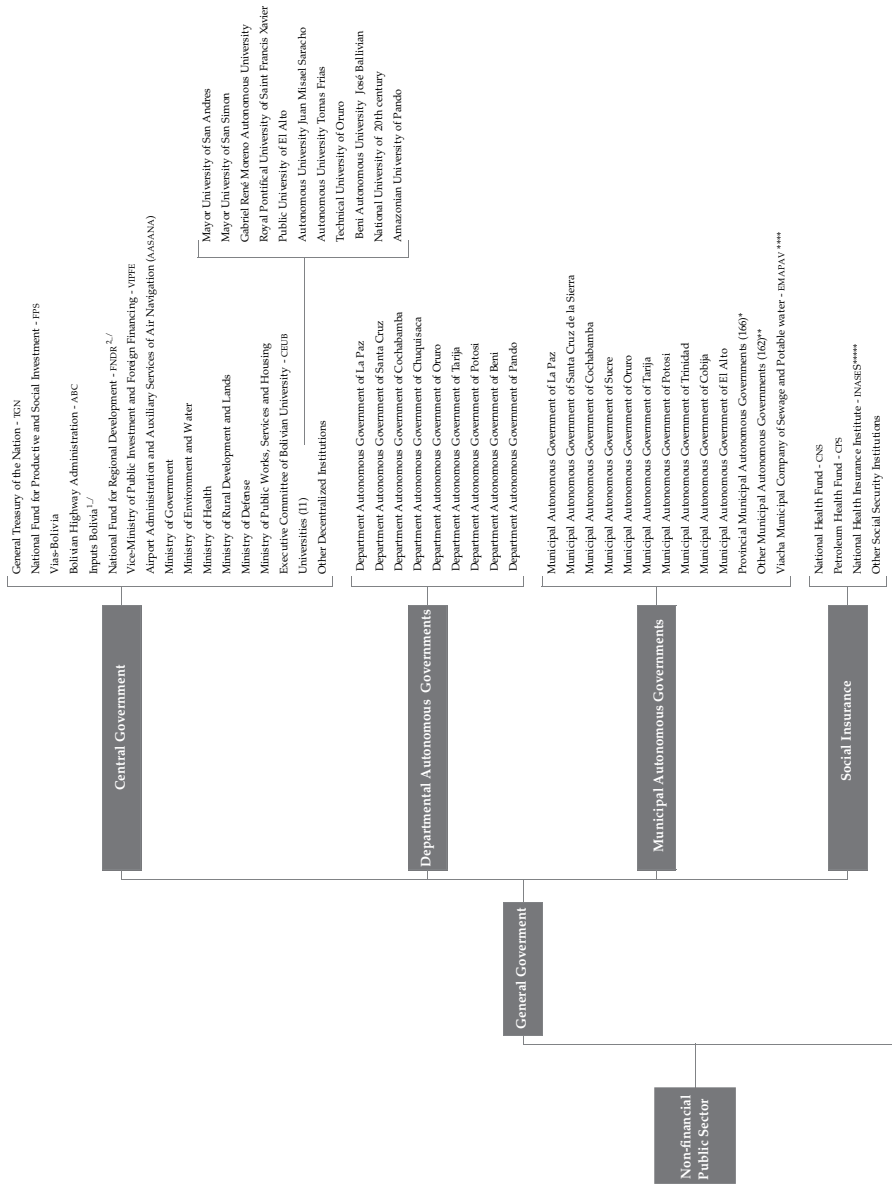 Non-financial
Public Sector
General Goverment
Central Government
General Treasury of the Nation - TGN
National Fund for Productive and Social Investment - FPS
Vias-Bolivia
Bolivian Highway Administration - ABC
Inputs Bolivia 1_/
National Fund for Regional Development - FNDR 2_/
Vice-Ministry of Public Investment and Foreign Financing - VIPFE
Airport Administration and Auxiliary Services of Air Navigation (AASANA)
Ministry of Government
Ministry of Environment and Water
Ministry of Health
Ministry of Rural Development and Lands
Ministry of Defense
Ministry of Public Works, Services and Housing
Executive Committee of Bolivian University - CEUB
Universities (11)
Other Decentralized Institutions
Mayor University of San Andres
Mayor University of San Simon
Gabriel René Moreno Autonomous University
Royal Pontifical University of Saint Francis Xavier
Public University of El Alto
Autonomous University Juan Misael Saracho
Autonomous University Tomas Frias
Technical University of Oruro
Beni Autonomous University José Ballivian
National University of 20th century
Amazonian University of Pando
Departmental Autonomous Governments
Department Autonomous Government of La Paz
Department Autonomous Government of Santa Cruz
Department Autonomous Government of Cochabamba
Department Autonomous Government of Chuquisaca
Department Autonomous Government of Oruro
Department Autonomous Government of Tarija
Department Autonomous Government of Potosi
Department Autonomous Government of Beni
Department Autonomous Government of Pando
Municipal Autonomous Governments
Municipal Autonomous Government of La Paz
Municipal Autonomous Government of Santa Cruz de la Sierra
Municipal Autonomous Government of Cochabamba
Municipal Autonomous Government of Sucre
Municipal Autonomous Government of Oruro
Municipal Autonomous Government of Tarija
Municipal Autonomous Government of Potosi
Municipal Autonomous Government of Trinidad
Municipal Autonomous Government of Cobija
Municipal Autonomous Government of El Alto
Provincial Municipal Autonomous Governments (166)*
Other Municipal Autonomous Governments (162)**
Viacha Municipal Company of Sewage and Potable water - EMAPAV ****
Social Insurance
National Health Fund - CNS
Petroleum Health Fund - CPS
National Health Insurance Institute - INASES*****
Other Social Security Institutions